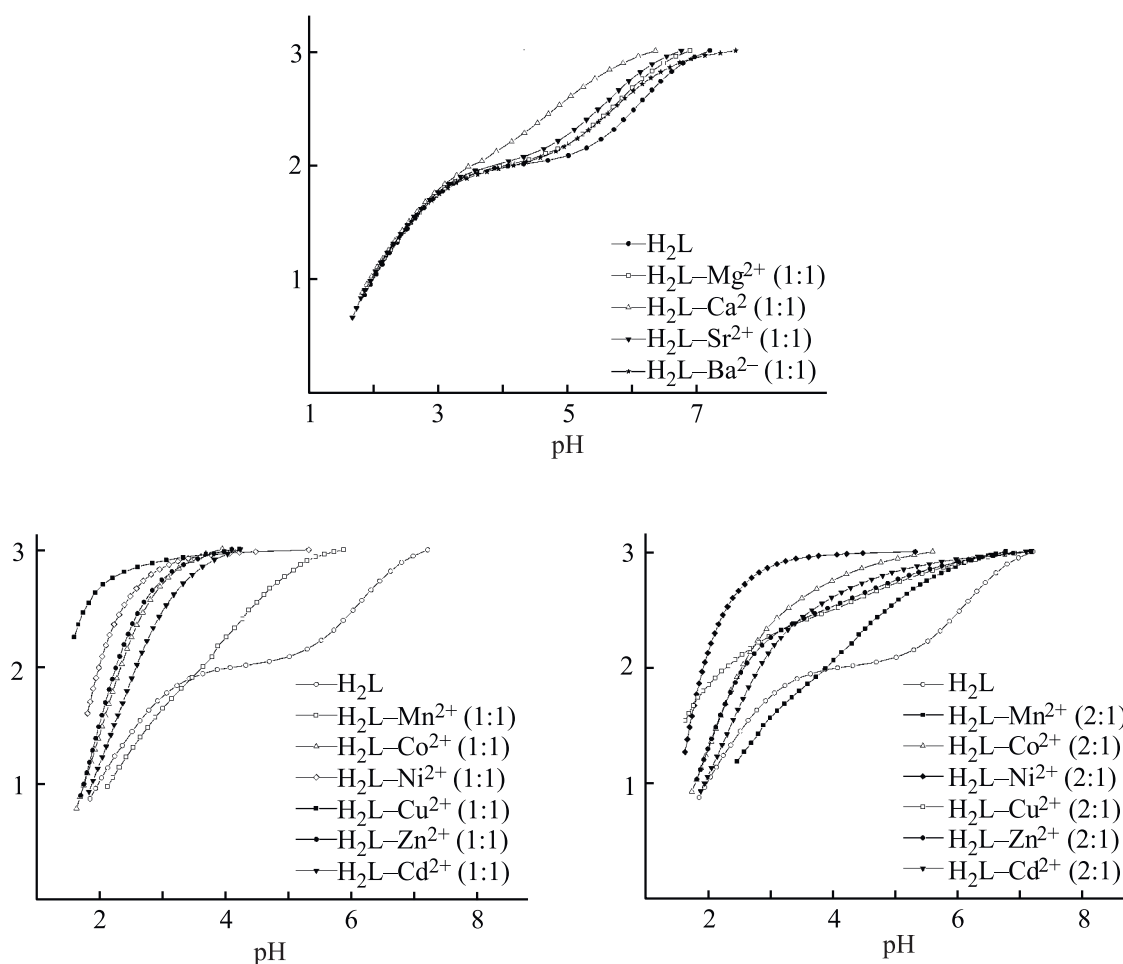 3
2
1
H₂L
H₂L–Mg²⁺ (1:1)
H₂L–Ca² (1:1)
H₂L–Sr²⁺ (1:1)
H₂L–Ba²⁻ (1:1)
1 3 5 7
pH
3
2
1
H₂L
H₂L–Mn²⁺ (1:1)
H₂L–Co²⁺ (1:1)
H₂L–Ni²⁺ (1:1)
H₂L–Cu²⁺ (1:1)
H₂L–Zn²⁺ (1:1)
H₂L–Cd²⁺ (1:1)
2 4 6 8
pH
3
2
1
H₂L
H₂L–Mn²⁺ (2:1)
H₂L–Co²⁺ (2:1)
H₂L–Ni²⁺ (2:1)
H₂L–Cu²⁺ (2:1)
H₂L–Zn²⁺ (2:1)
H₂L–Cd²⁺ (2:1)
2 4 6 8
pH